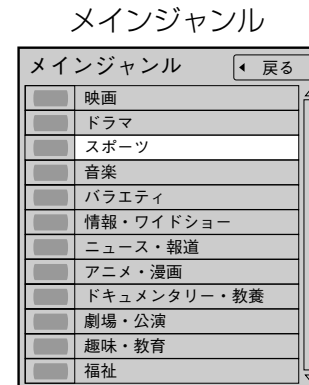 メインジャンル
メインジャンル ◂ 戻る
映画
ドラマ
スポーツ
音楽
バラエティ
情報・ワイドショー
ニュース・報道
アニメ・漫画
ドキュメンタリー・教養
劇場・公演
趣味・教育
福祉